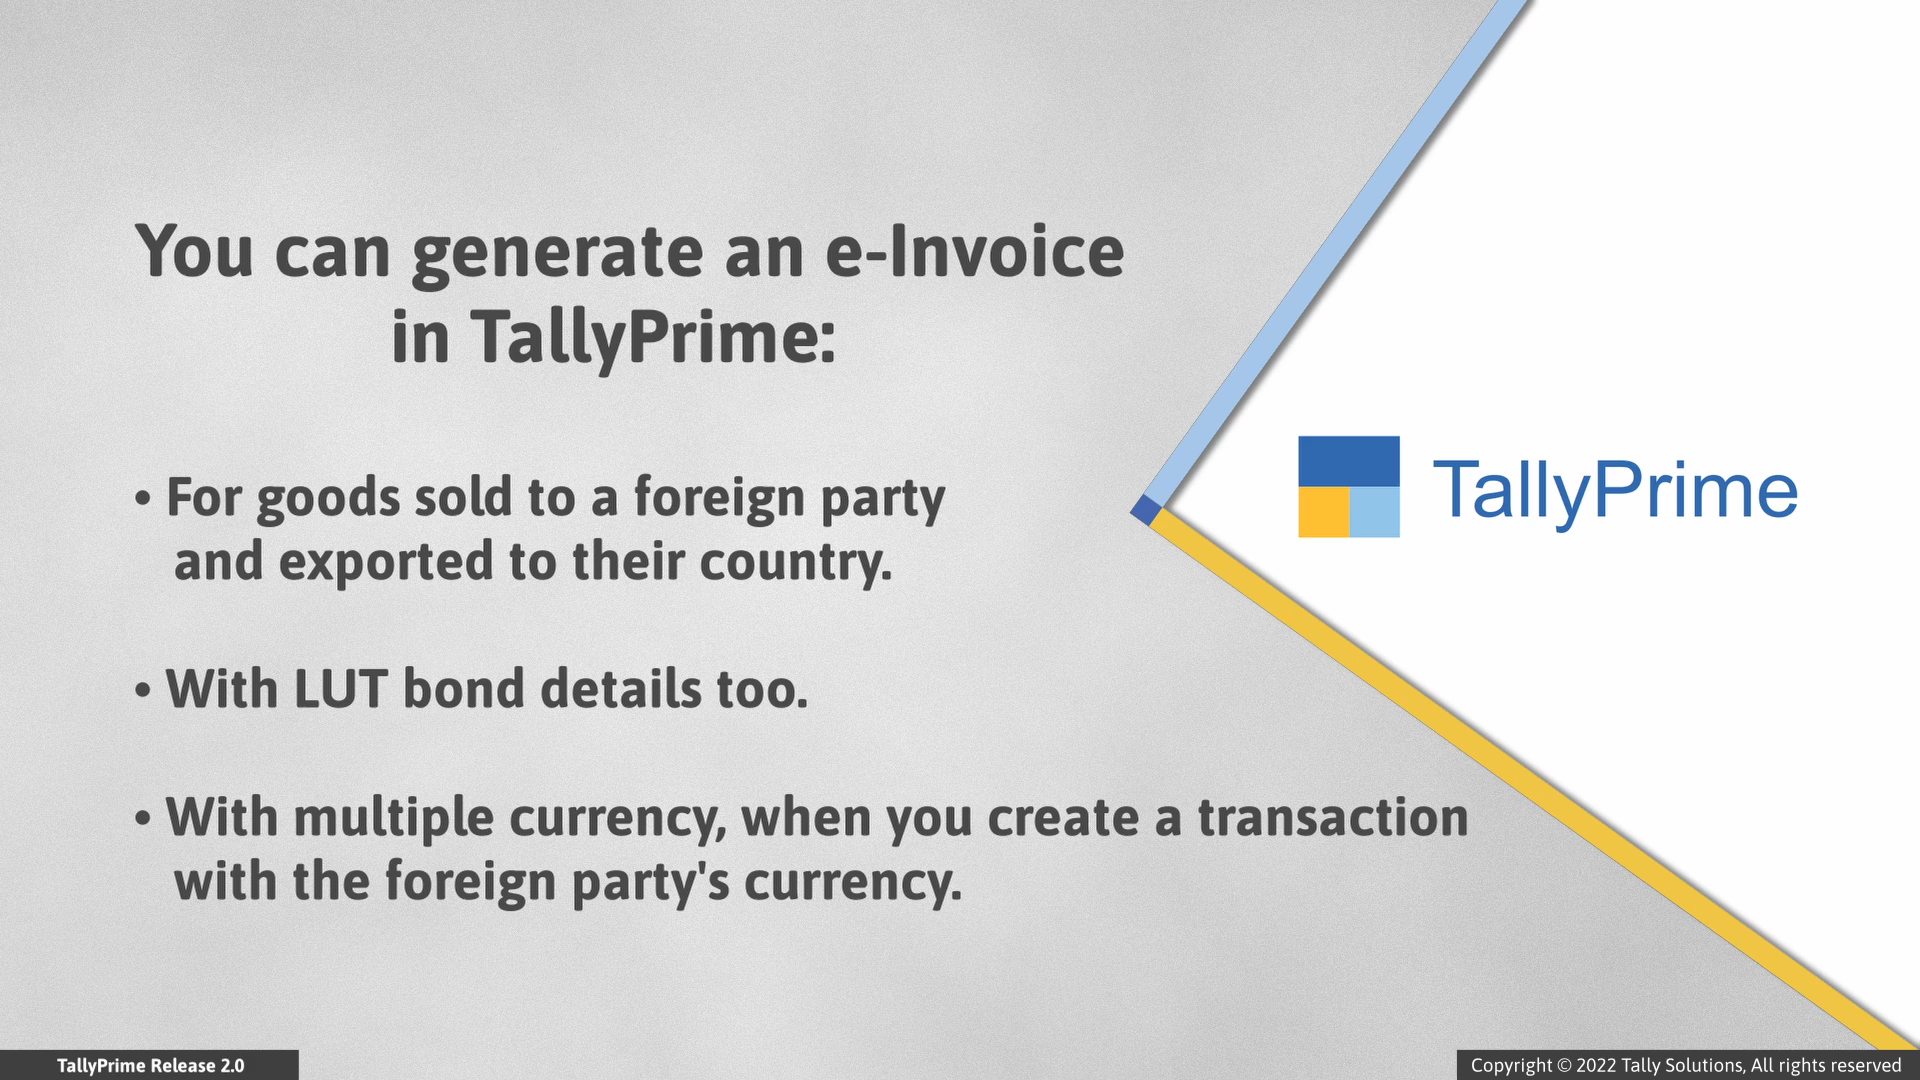 You can generate an e-Invoice
in TallyPrime:
• For goods sold to a foreign party
and exported to their country.
• With LUT bond details too.
• With multiple currency, when you create a transaction
with the foreign party's currency.
TallyPrime
TallyPrime Release 2.0
Copyright © 2022 Tally Solutions, All rights reserved